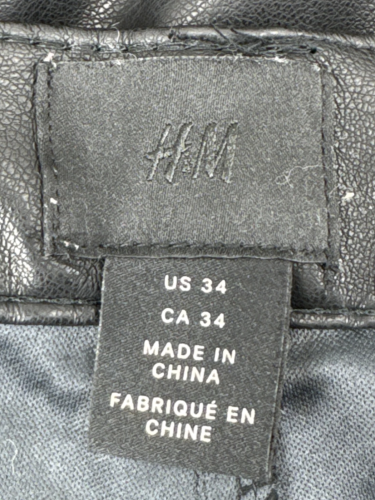 H&M
US 34
CA 34
MADE IN
CHINA
FABRIQUÉ EN
CHINE